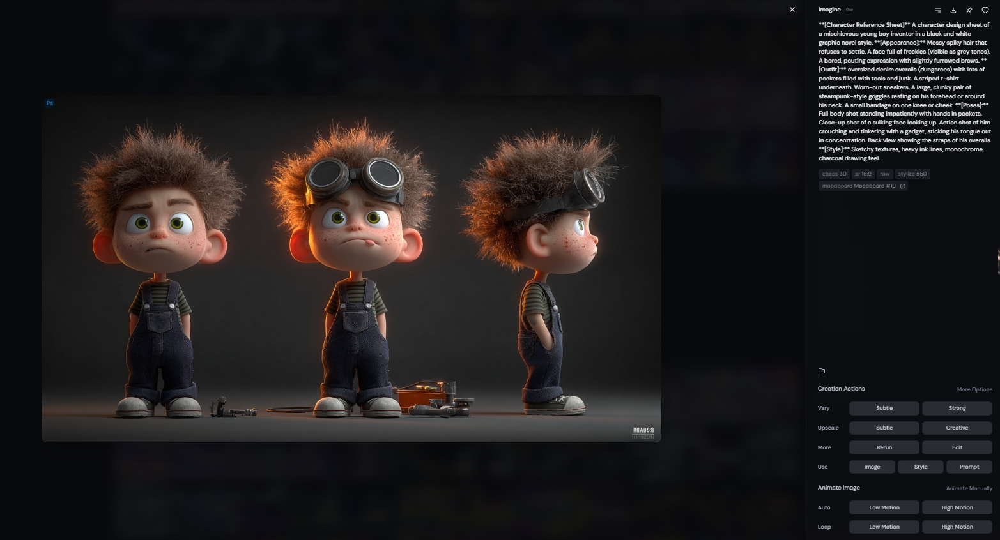 Imagine 6w
**[Character Reference Sheet]** A character design sheet of
a mischievous young boy inventor in a black and white
graphic novel style. **[Appearance]:** Messy spiky hair that
refuses to settle. A face full of freckles (visible as grey tones).
A bored, pouting expression with slightly furrowed brows. **
[Outfit]:** oversized denim overalls (dungarees) with lots of
pockets filled with tools and junk. A striped t-shirt
underneath. Worn-out sneakers. A large, clunky pair of
steampunk-style goggles resting on his forehead or around
his neck. A small bandage on one knee or cheek. **[Poses]:**
Full body shot standing impatiently with hands in pockets.
Close-up shot of a sulking face looking up. Action shot of him
crouching and tinkering with a gadget, sticking his tongue out
in concentration. Back view showing the straps of his overalls.
**[Style]:** Sketchy textures, heavy ink lines, monochrome,
charcoal drawing feel.
chaos 30 ar 16:9 raw stylize 550
moodboard Moodboard #19
Ps
HHADS3
Creation Actions More Options
Vary Subtle Strong
Upscale Subtle Creative
More Rerun Edit
Use Image Style Prompt
Animate Image Animate Manually
Auto Low Motion High Motion
Loop Low Motion High Motion